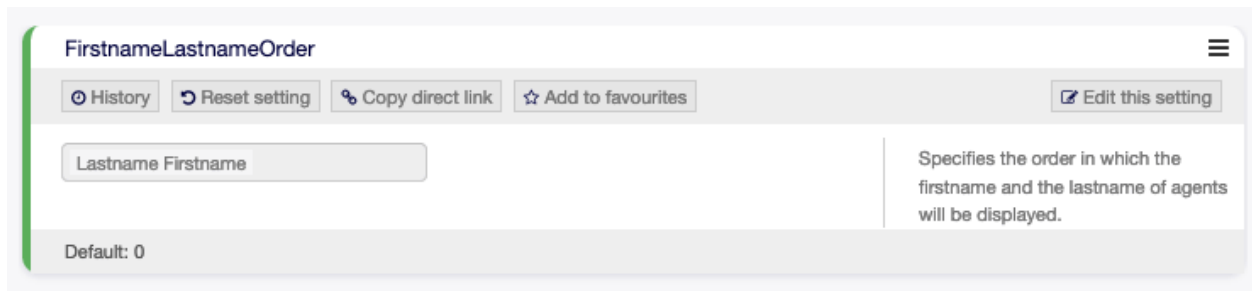 FirstnameLastnameOrder
History Reset setting Copy direct link Add to favourites Edit this setting
Lastname Firstname
Specifies the order in which the
firstname and the lastname of agents
will be displayed.
Default: 0